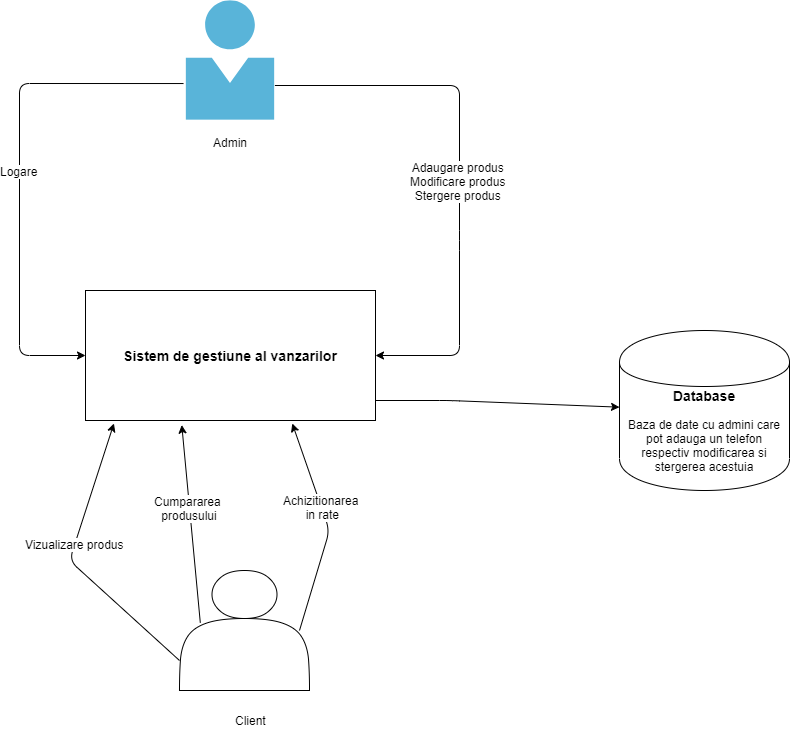 Admin
Logare
Adaugare produs
Modificare produs
Stergere produs
Sistem de gestiune al vanzarilor
Database
Baza de date cu admini care
pot adauga un telefon
respectiv modificarea si
stergerea acestuia
Cumpararea
produsului
Achizitionarea
in rate
Vizualizare produs
Client